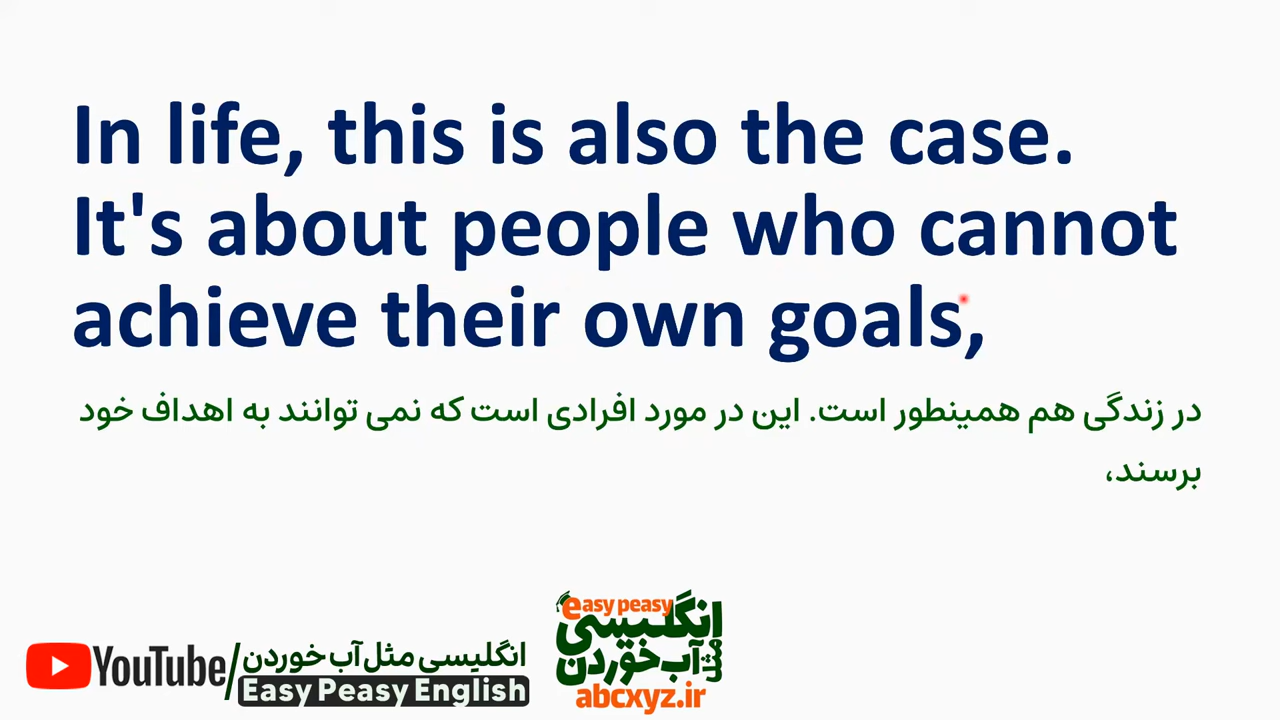 In life, this is also the case.
It's about people who cannot
achieve their own goals,
در زندگی هم همینطور است. این در مورد افرادی است که نمی توانند به اهداف خود
برسند،
YouTube/انگلیسی مثل آب خوردن
Easy Peasy English
easy peasy
انگلیسی
مثل
آب خوردن
abcxyz.ir